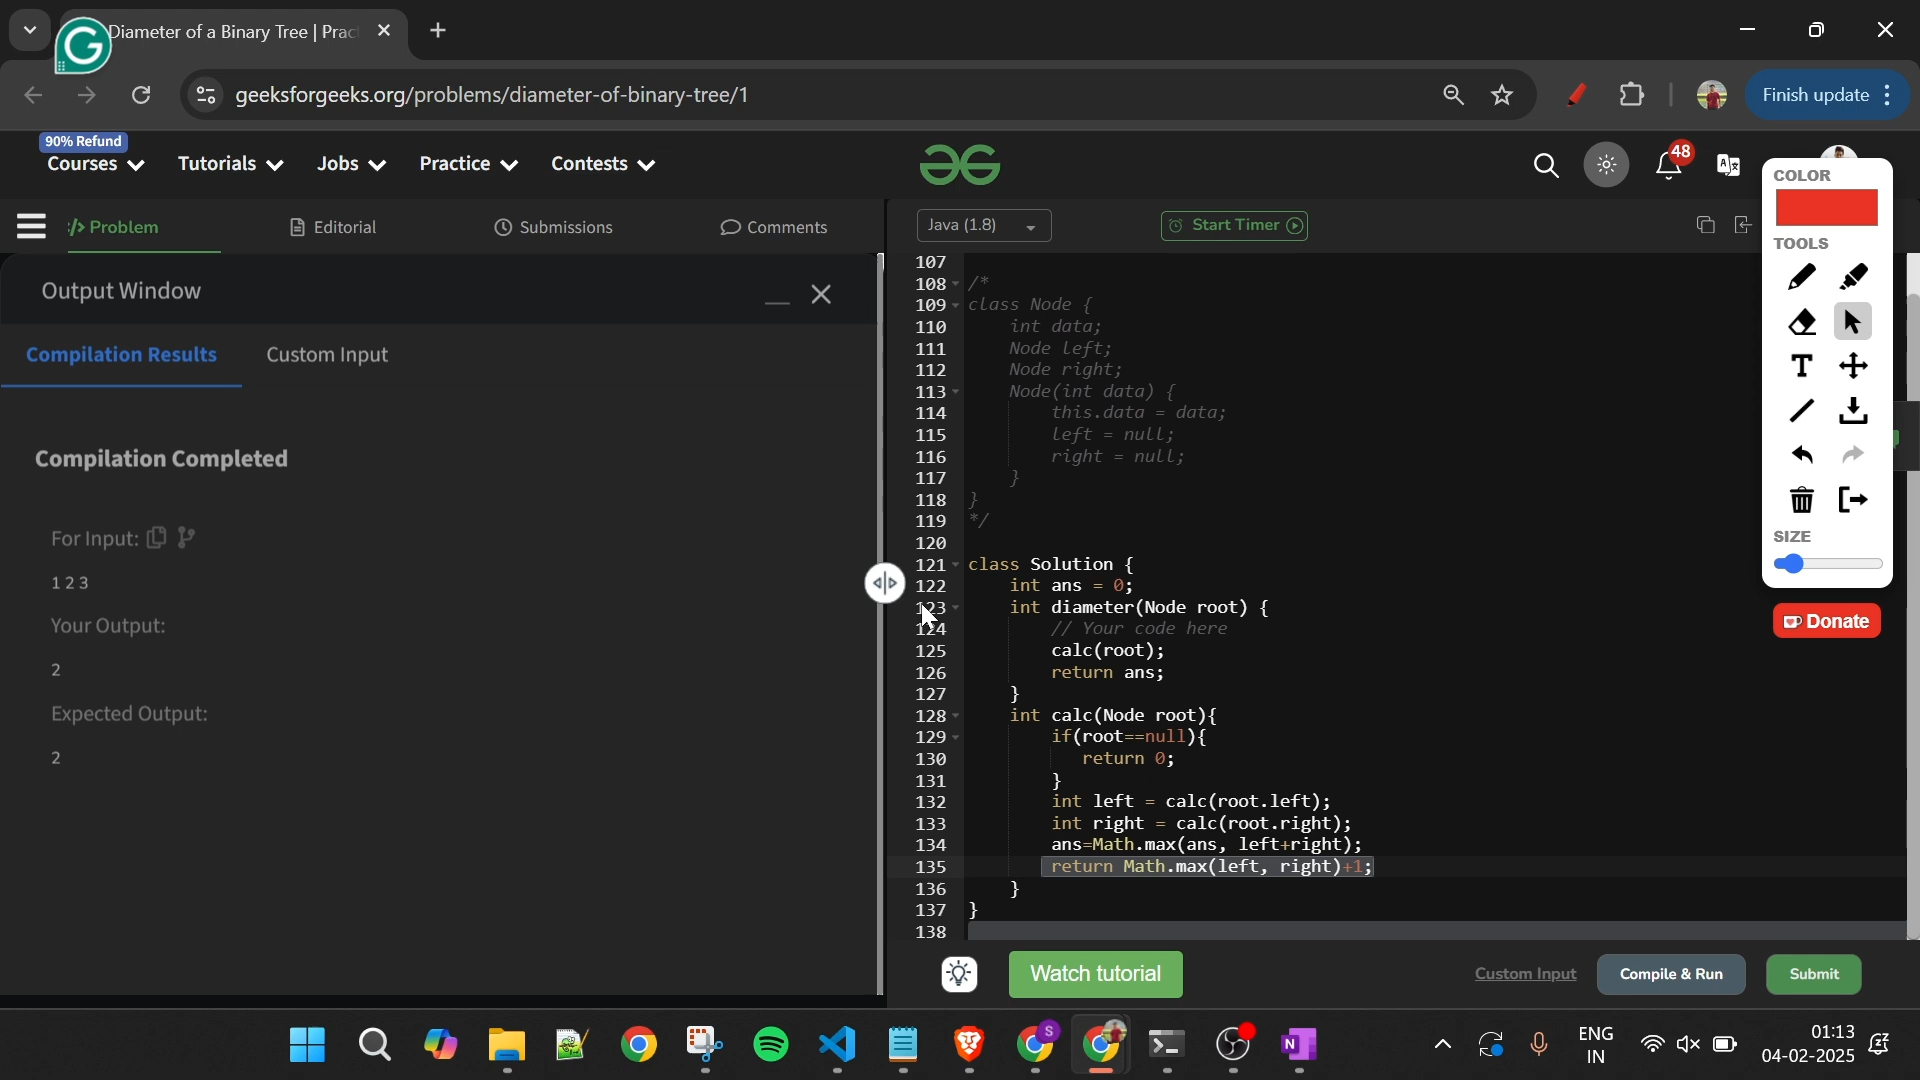 Diameter of a Binary Tree | Prac
geeksforgeeks.org/problems/diameter-of-binary-tree/1
Finish update
90% Refund
Courses
Tutorials
Jobs
Practice
Contests
48
</> Problem
Editorial
Submissions
Comments
Java (1.8)
Start Timer
Output Window
Compilation Results
Custom Input
Compilation Completed
For Input:
1 2 3
Your Output:
2
Expected Output:
2
107
108 /*
109 class Node {
110 int data;
111 Node left;
112 Node right;
113 Node(int data) {
114 this.data = data;
115 left = null;
116 right = null;
117 }
118 }
119 */
120
121 class Solution {
122 int ans = 0;
123 int diameter(Node root) {
124 // Your code here
125 calc(root);
126 return ans;
127 }
128 int calc(Node root){
129 if(root==null){
130 return 0;
131 }
132 int left = calc(root.left);
133 int right = calc(root.right);
134 ans=Math.max(ans, left+right);
135 return Math.max(left, right)+1;
136 }
137 }
138
COLOR
TOOLS
SIZE
Donate
Watch tutorial
Custom Input
Compile & Run
Submit
ENG
IN
01:13
04-02-2025